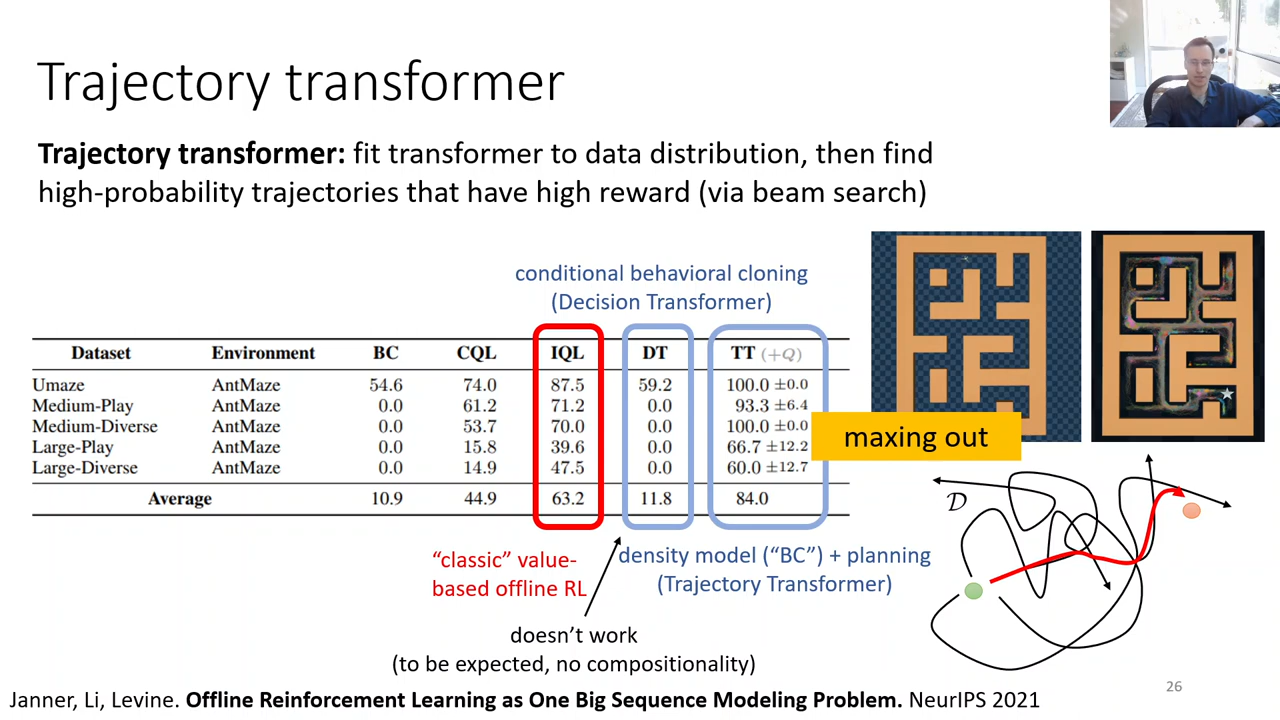 Trajectory transformer
Trajectory transformer: fit transformer to data distribution, then find
high-probability trajectories that have high reward (via beam search)
conditional behavioral cloning
(Decision Transformer)
Dataset Environment BC CQL IQL DT TT (+Q)
Umaze AntMaze 54.6 74.0 87.5 59.2 100.0 ±0.0
Medium-Play AntMaze 0.0 61.2 71.2 0.0 93.3 ±6.4
Medium-Diverse AntMaze 0.0 53.7 70.0 0.0 100.0 ±0.0
Large-Play AntMaze 0.0 15.8 39.6 0.0 66.7 ±12.2
Large-Diverse AntMaze 0.0 14.9 47.5 0.0 60.0 ±12.7
Average 10.9 44.9 63.2 11.8 84.0
maxing out
D
"classic" value-
based offline RL
density model ("BC") + planning
(Trajectory Transformer)
doesn't work
(to be expected, no compositionality)
26
Janner, Li, Levine. Offline Reinforcement Learning as One Big Sequence Modeling Problem. NeurIPS 2021